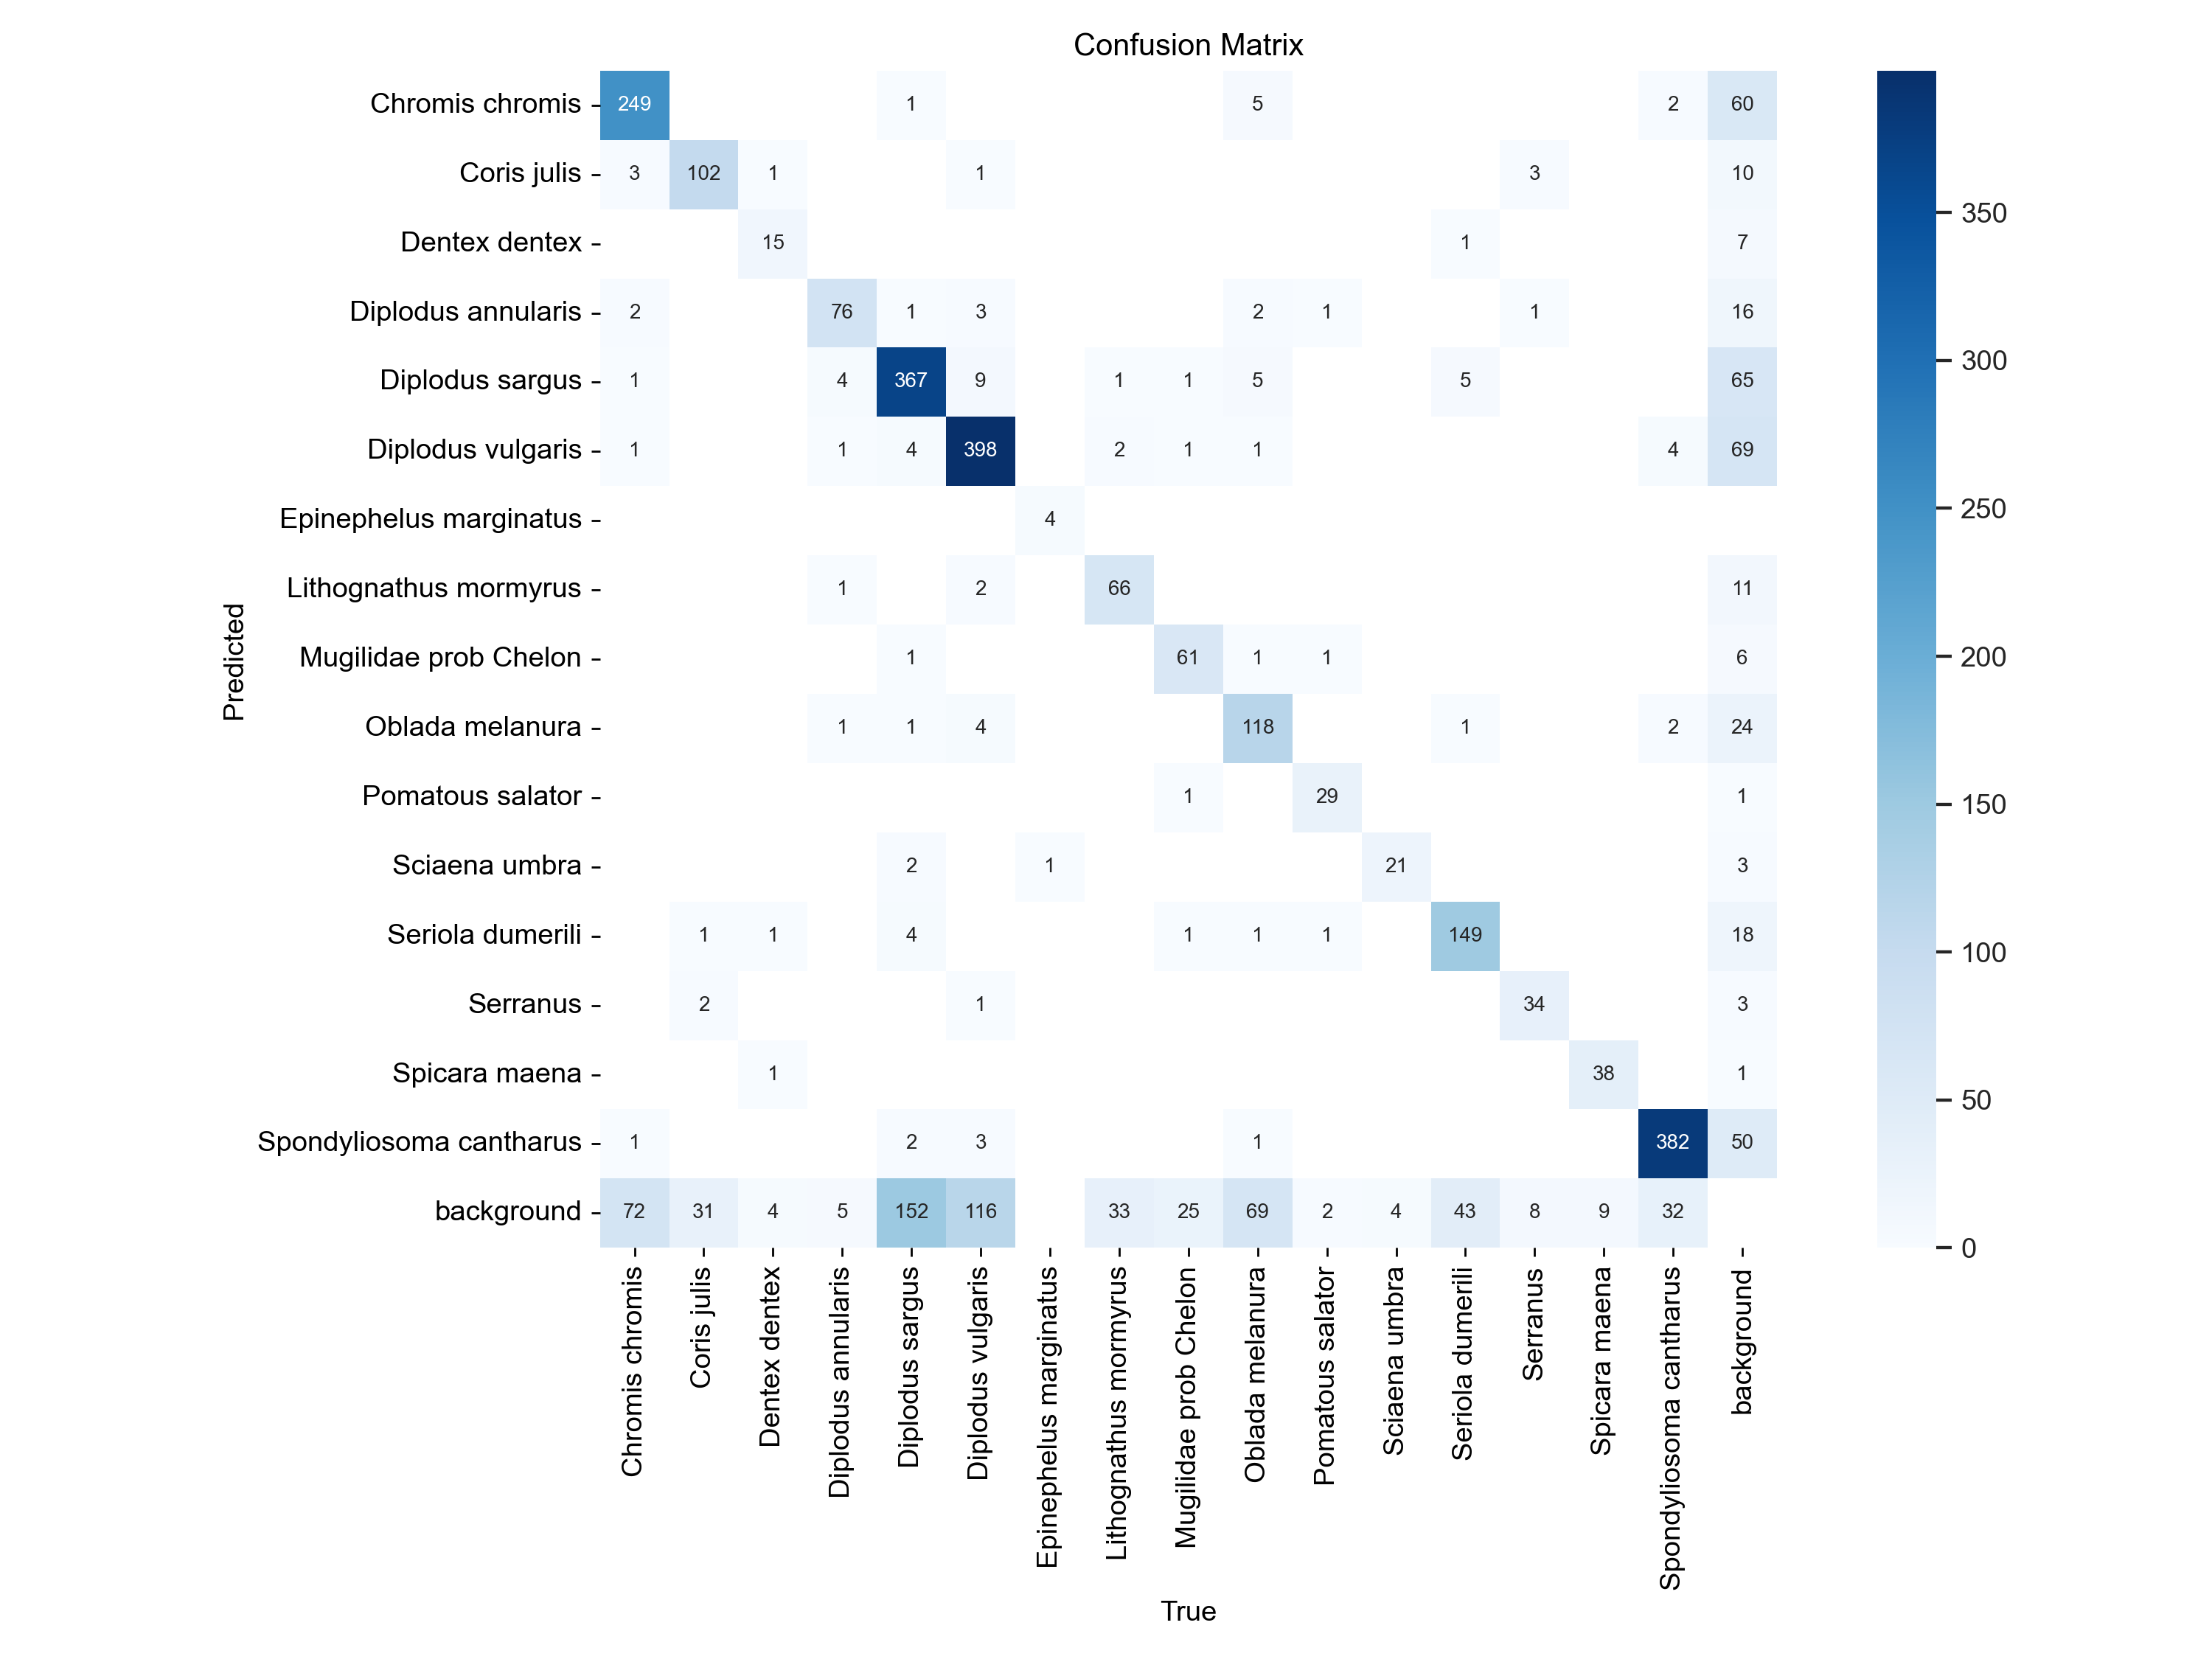 Confusion Matrix
Chromis chromis 249 1 5 2 60
Coris julis 3 102 1 1 3 10
Dentex dentex 15 1 7
Diplodus annularis 2 76 1 3 2 1 1 16
Diplodus sargus 1 4 367 9 1 1 5 5 65
Diplodus vulgaris 1 1 4 398 2 1 1 4 69
Epinephelus marginatus 4
Lithognathus mormyrus 1 2 66 11
Mugilidae prob Chelon 1 61 1 1 6
Oblada melanura 1 1 4 118 1 2 24
Pomatous salator 1 29 1
Sciaena umbra 2 1 21 3
Seriola dumerili 1 1 4 1 1 1 149 18
Serranus 2 1 34 3
Spicara maena 1 38 1
Spondyliosoma cantharus 1 2 3 1 382 50
background 72 31 4 5 152 116 33 25 69 2 4 43 8 9 32
Predicted
Chromis chromis
Coris julis
Dentex dentex
Diplodus annularis
Diplodus sargus
Diplodus vulgaris
Epinephelus marginatus
Lithognathus mormyrus
Mugilidae prob Chelon
Oblada melanura
Pomatous salator
Sciaena umbra
Seriola dumerili
Serranus
Spicara maena
Spondyliosoma cantharus
background
True
350
300
250
200
150
100
50
0